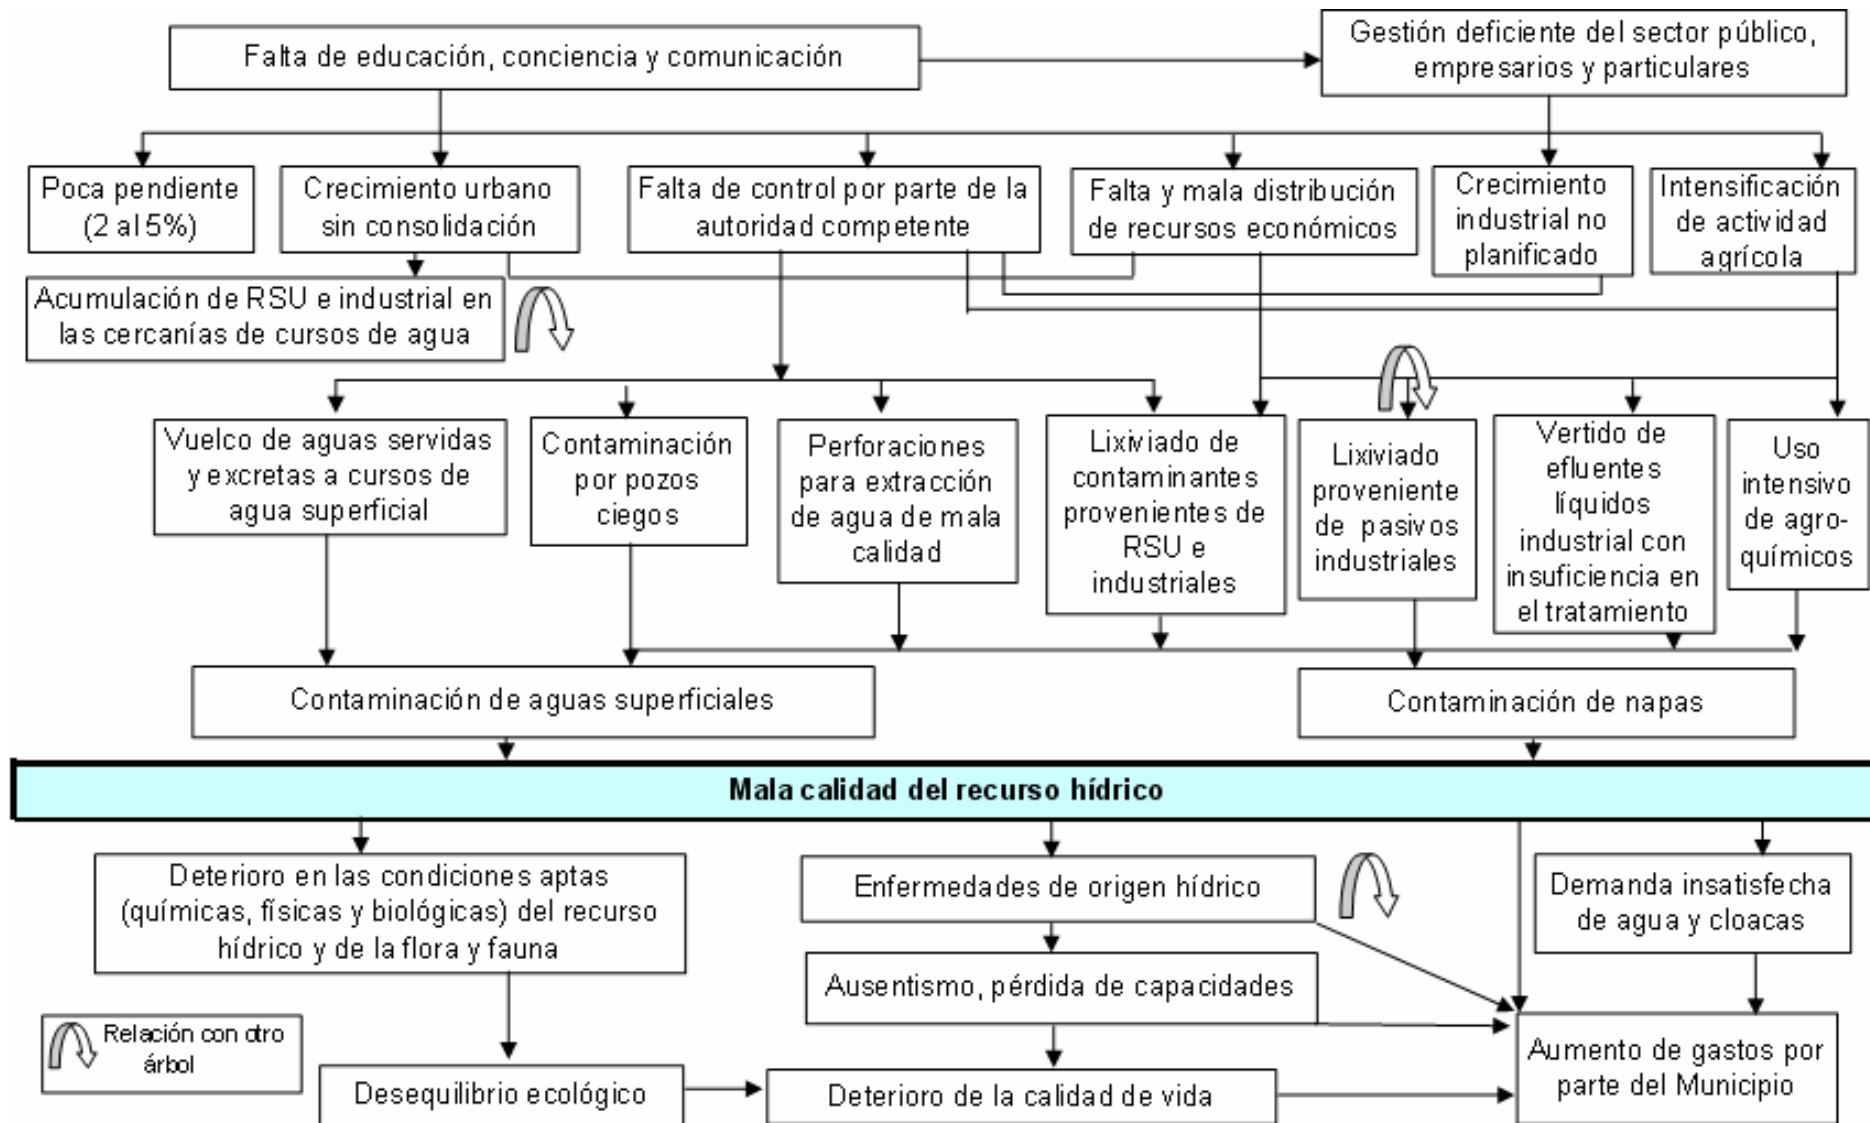 Falta de educación, conciencia y comunicación
Gestión deficiente del sector público,
empresarios y particulares
Poca pendiente
(2 al 5%)
Crecimiento urbano
sin consolidación
Falta de control por parte de la
autoridad competente
Falta y mala distribución
de recursos económicos
Crecimiento
industrial no
planificado
Intensificación
de actividad
agrícola
Acumulación de RSU e industrial en
las cercanías de cursos de agua
Vuelco de aguas servidas
y excretas a cursos de
agua superficial
Contaminación
por pozos
ciegos
Perforaciones
para extracción
de agua de mala
calidad
Lixiviado de
contaminantes
provenientes de
RSU e
industriales
Lixiviado
proveniente
de pasivos
industriales
Vertido de
efluentes
líquidos
industrial con
insuficiencia en
el tratamiento
Uso
intensivo
de agro-
químicos
Contaminación de aguas superficiales
Contaminación de napas
Mala calidad del recurso hídrico
Deterioro en las condiciones aptas
(químicas, físicas y biológicas) del recurso
hídrico y de la flora y fauna
Enfermedades de origen hídrico
Demanda insatisfecha
de agua y cloacas
Ausentismo, pérdida de capacidades
Relación con otro
árbol
Desequilibrio ecológico
Deterioro de la calidad de vida
Aumento de gastos por
parte del Municipio